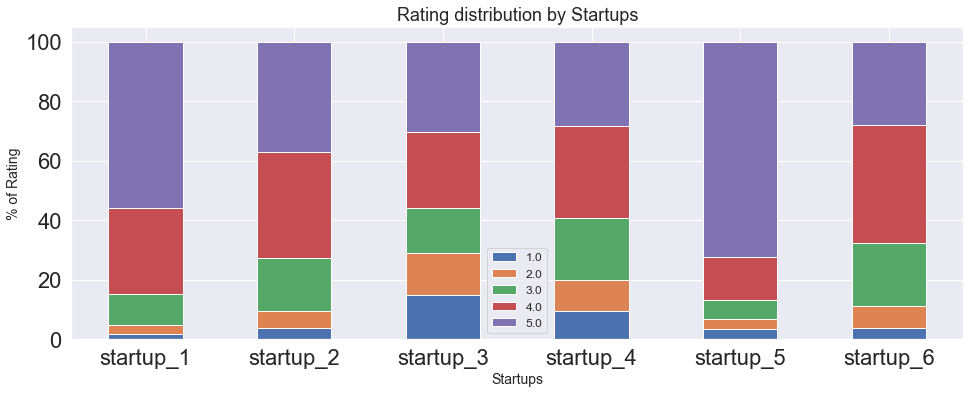 Rating distribution by Startups
% of Rating
100
80
60
40
20
0
1.0
2.0
3.0
4.0
5.0
startup_1 startup_2 startup_3 startup_4 startup_5 startup_6
Startups